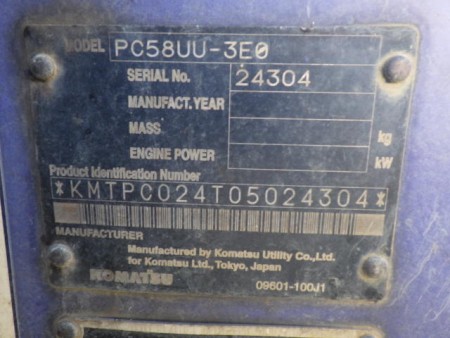 MODEL PC58UU-3E0
SERIAL No. 24304
MANUFACT.YEAR
MASS kg
ENGINE POWER kW
Product Identification Number
*KMTPC024T05024304*
MANUFACTURER
Manufactured by Komatsu Utility Co.,Ltd.
for Komatsu Ltd., Tokyo, Japan
KOMATSU
09601-100J1